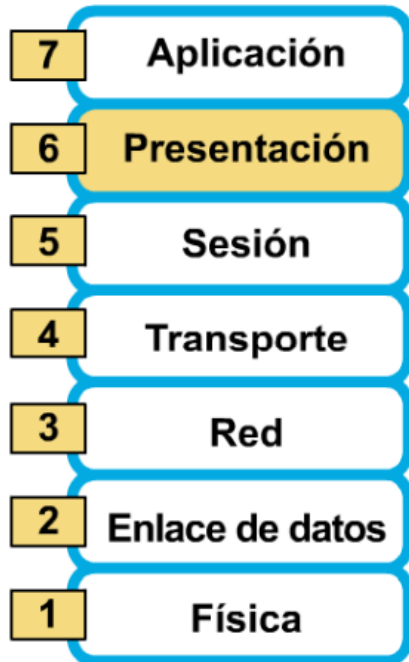 7 Aplicación
6 Presentación
5 Sesión
4 Transporte
3 Red
2 Enlace de datos
1 Física